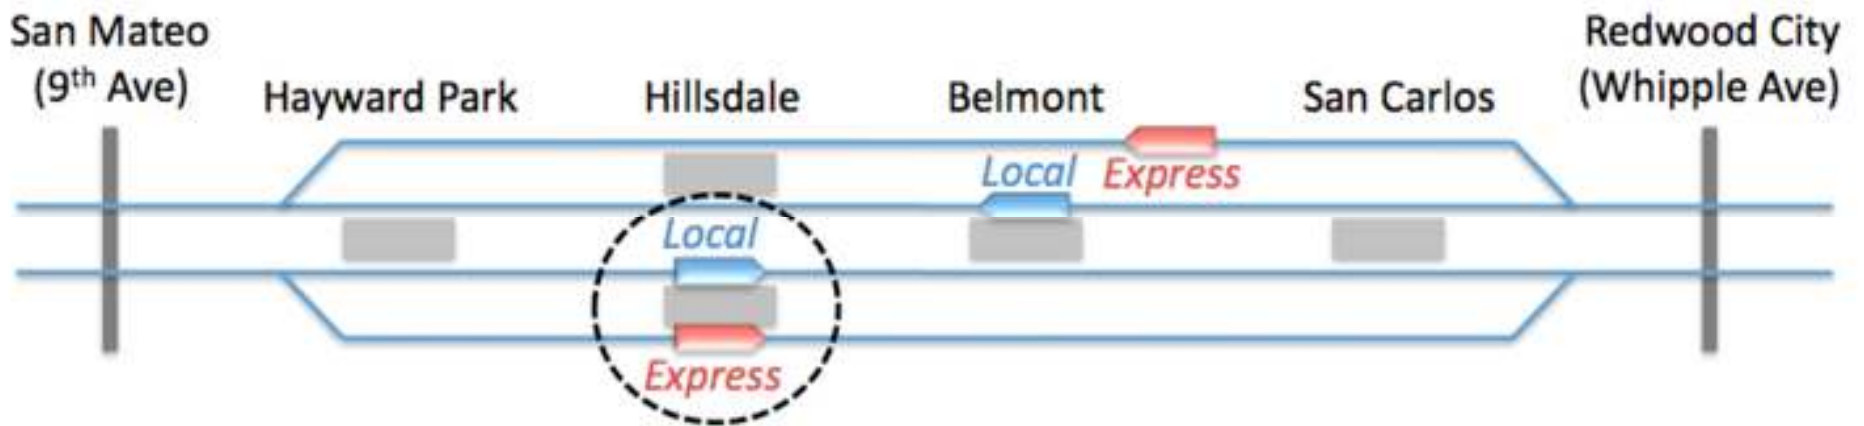 San Mateo
(9th Ave)
Hayward Park
Hillsdale
Belmont
San Carlos
Redwood City
(Whipple Ave)
Local
Express
Local
Express